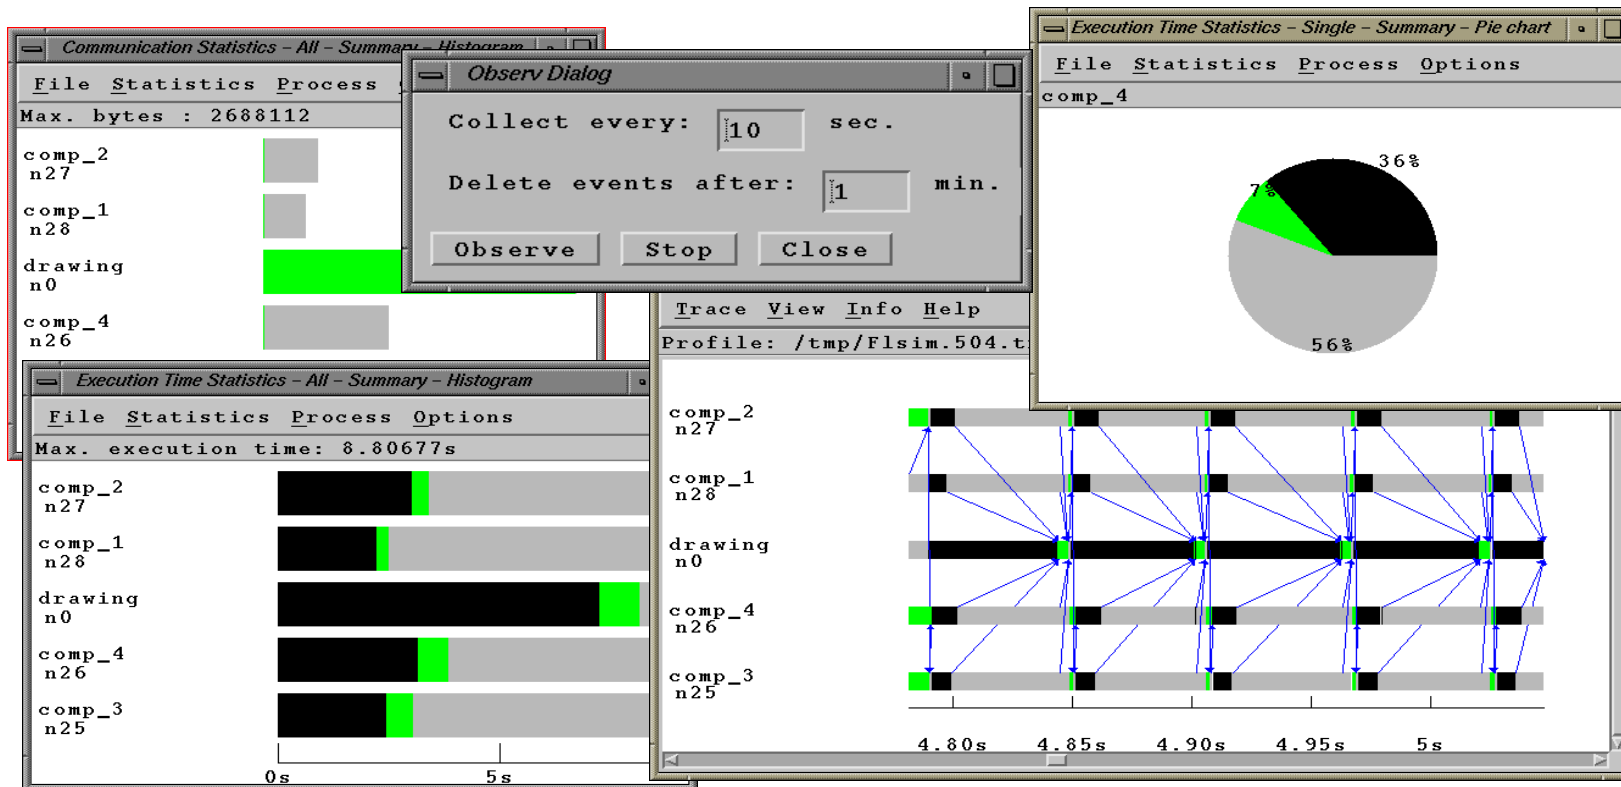 Communication Statistics – All – Summary – Histogram
File Statistics Process
Max. bytes : 2688112
comp_2
n27
comp_1
n28
drawing
n0
comp_4
n26
Observ Dialog
Collect every: 10 sec.
Delete events after: 1 min.
Observe Stop Close
Execution Time Statistics – Single – Summary – Pie chart
File Statistics Process Options
comp_4
36%
7%
56%
Execution Time Statistics – All – Summary – Histogram
File Statistics Process Options
Max. execution time: 8.80677s
comp_2
n27
comp_1
n28
drawing
n0
comp_4
n26
comp_3
n25
0s 5s
Trace View Info Help
Profile: /tmp/Flsim.504.t
comp_2
n27
comp_1
n28
drawing
n0
comp_4
n26
comp_3
n25
4.80s 4.85s 4.90s 4.95s 5s